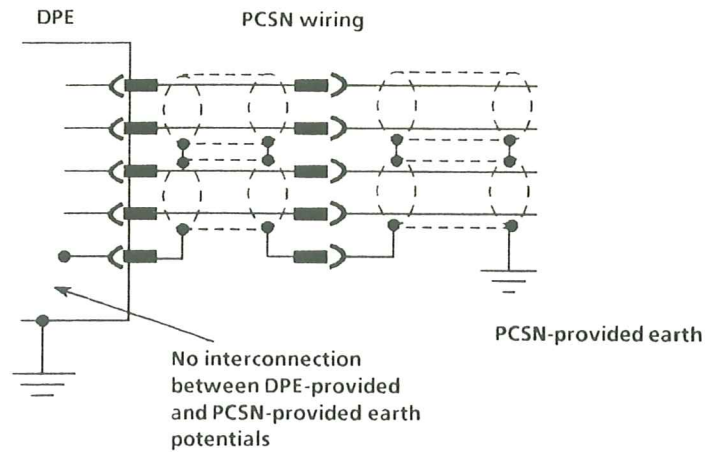 DPE
PCSN wiring
PCSN-provided earth
No interconnection
between DPE-provided
and PCSN-provided earth
potentials